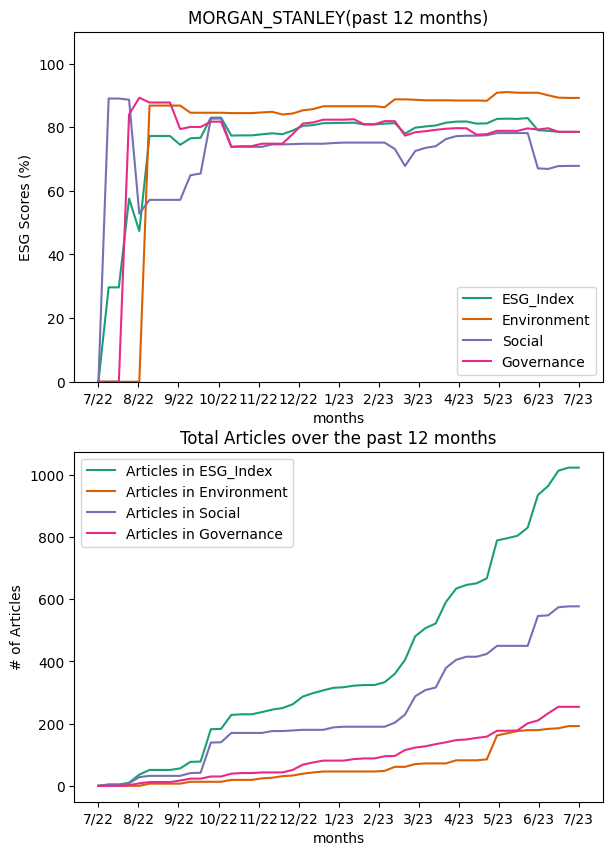 MORGAN_STANLEY(past 12 months)
100
80
60
40
20
0
ESG Scores (%)
ESG_Index
Environment
Social
Governance
7/22 8/22 9/22 10/22 11/22 12/22 1/23 2/23 3/23 4/23 5/23 6/23 7/23
months
Total Articles over the past 12 months
1000
800
600
400
200
0
# of Articles
Articles in ESG_Index
Articles in Environment
Articles in Social
Articles in Governance
7/22 8/22 9/22 10/22 11/22 12/22 1/23 2/23 3/23 4/23 5/23 6/23 7/23
months